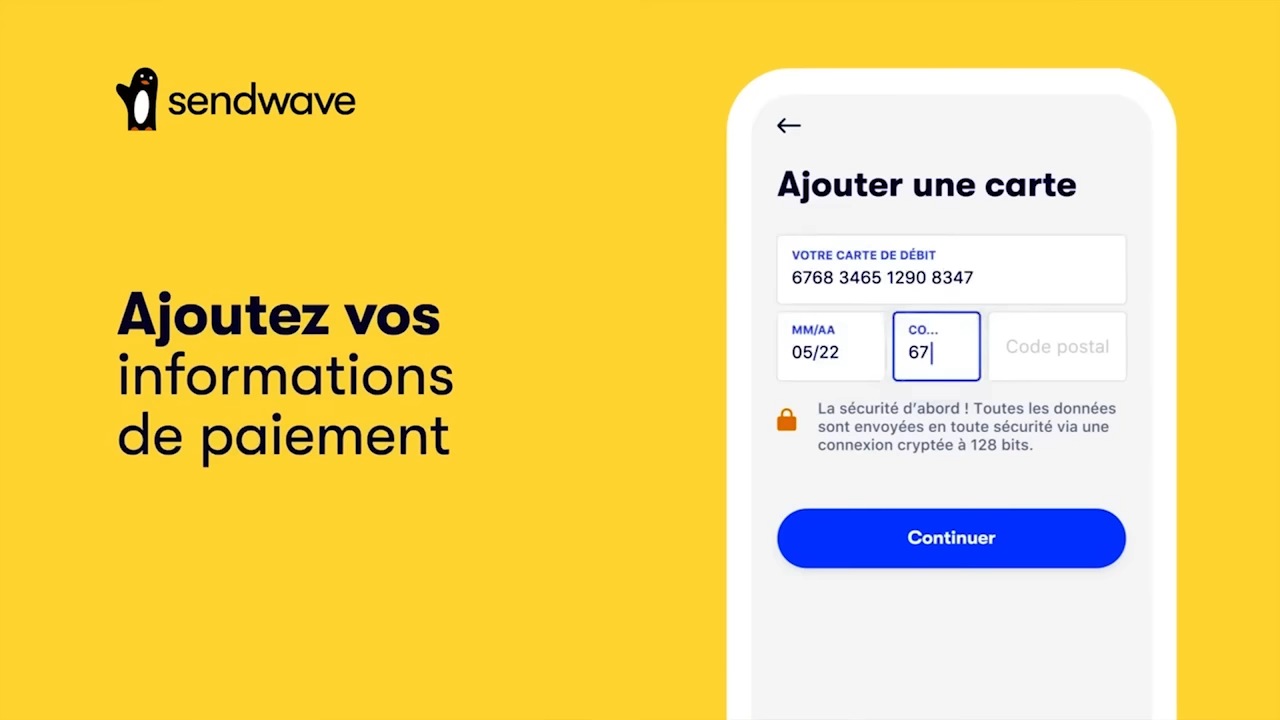 sendwave
Ajoutez vos
informations
de paiement
Ajouter une carte
VOTRE CARTE DE DÉBIT
6768 3465 1290 8347
MM/AA
05/22
CO...
67
Code postal
La sécurité d'abord ! Toutes les données
sont envoyées en toute sécurité via une
connexion cryptée à 128 bits.
Continuer